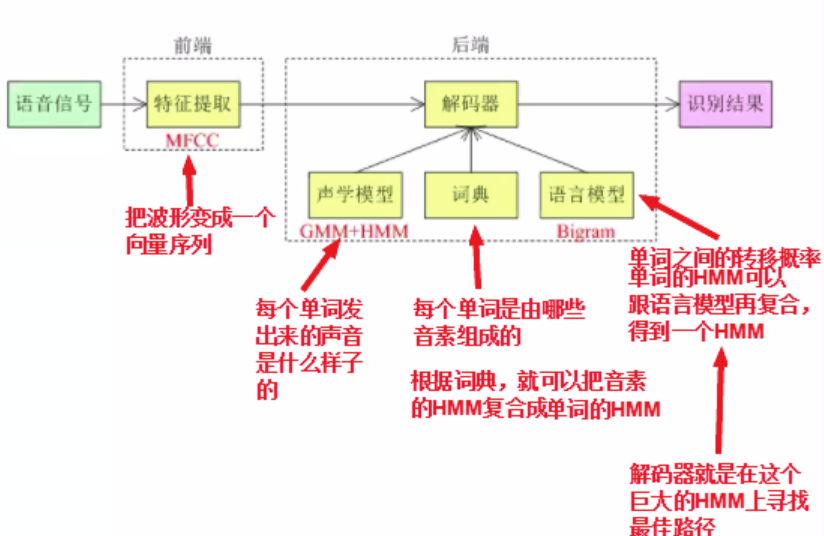 前端
后端
语音信号
特征提取
解码器
识别结果
MFCC
声学模型
词典
语言模型
GMM+HMM
Bigram
把波形变成一个
向量序列
每个单词发
出来的声音
是什么样子
的
每个单词是由哪些
音素组成的
根据词典，就可以把音素
的HMM复合成单词的HMM
单词之间的转移概率
单词的HMM可以
跟语言模型再复合，
得到一个HMM
解码器就是在这个
巨大的HMM上寻找
最佳路径